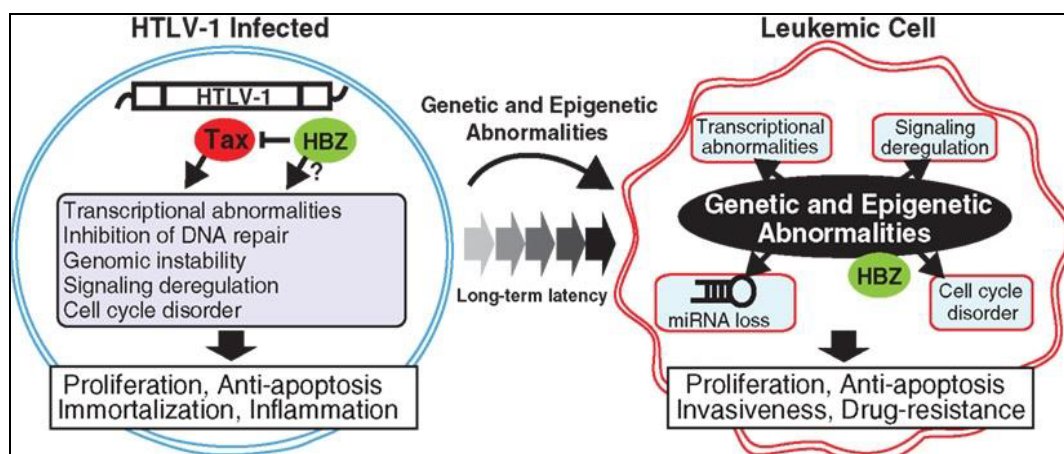 HTLV-1 Infected
HTLV-1
Tax
HBZ
?
Transcriptional abnormalities
Inhibition of DNA repair
Genomic instability
Signaling deregulation
Cell cycle disorder
Proliferation, Anti-apoptosis
Immortalization, Inflammation
Genetic and Epigenetic
Abnormalities
Long-term latency
Leukemic Cell
Transcriptional
abnormalities
Signaling
deregulation
Genetic and Epigenetic
Abnormalities
HBZ
miRNA loss
Cell cycle
disorder
Proliferation, Anti-apoptosis
Invasiveness, Drug-resistance